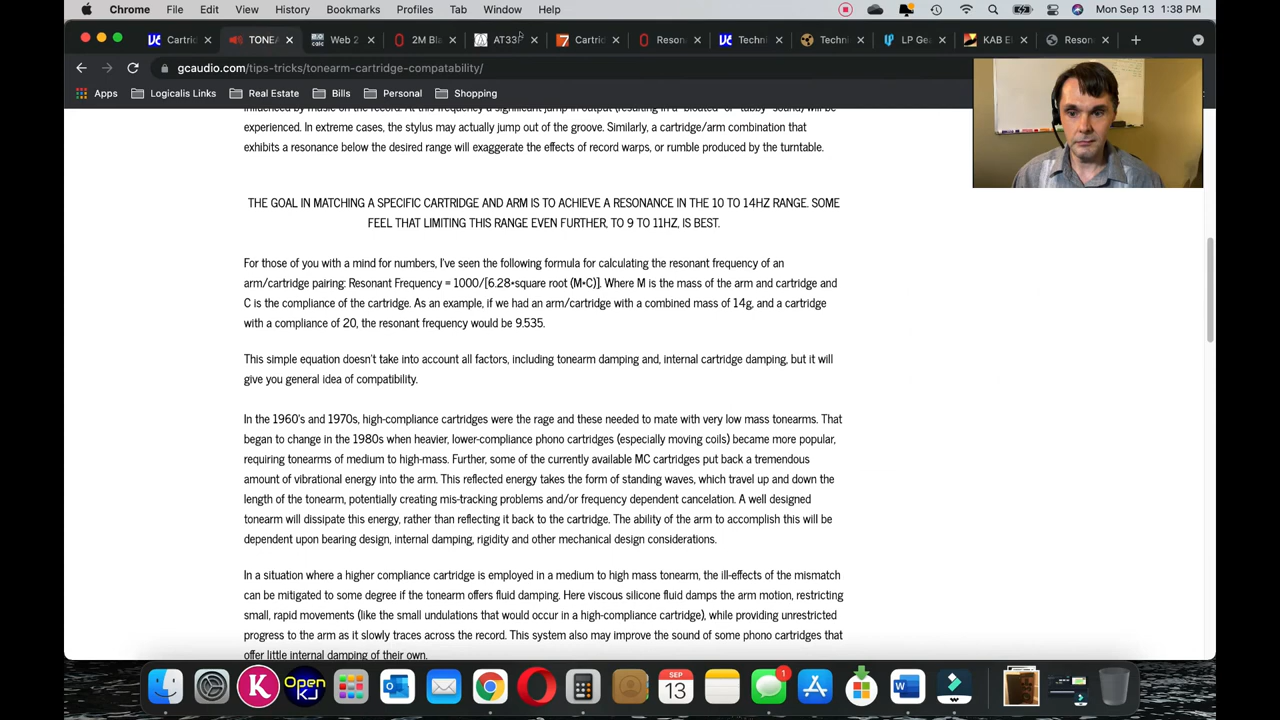 Chrome File Edit View History Bookmarks Profiles Tab Window Help Mon Sep 13 1:38 PM
Cartri TONEA Web 2 2M Bla AT33P Cartrid Reson Techni Techni LP Gea KAB El Reson
gcaudio.com/tips-tricks/tonearm-cartridge-compatability/
Apps Logicalis Links Real Estate Bills Personal Shopping
experienced. In extreme cases, the stylus may actually jump out of the groove. Similarly, a cartridge/arm combination that
exhibits a resonance below the desired range will exaggerate the effects of record warps, or rumble produced by the turntable.
THE GOAL IN MATCHING A SPECIFIC CARTRIDGE AND ARM IS TO ACHIEVE A RESONANCE IN THE 10 TO 14HZ RANGE. SOME
FEEL THAT LIMITING THIS RANGE EVEN FURTHER, TO 9 TO 11HZ, IS BEST.
For those of you with a mind for numbers, I've seen the following formula for calculating the resonant frequency of an
arm/cartridge pairing: Resonant Frequency = 1000/[6.28*square root (M*C)]. Where M is the mass of the arm and cartridge and
C is the compliance of the cartridge. As an example, if we had an arm/cartridge with a combined mass of 14g, and a cartridge
with a compliance of 20, the resonant frequency would be 9.535.
This simple equation doesn't take into account all factors, including tonearm damping and, internal cartridge damping, but it will
give you general idea of compatibility.
In the 1960's and 1970s, high-compliance cartridges were the rage and these needed to mate with very low mass tonearms. That
began to change in the 1980s when heavier, lower-compliance phono cartridges (especially moving coils) became more popular,
requiring tonearms of medium to high-mass. Further, some of the currently available MC cartridges put back a tremendous
amount of vibrational energy into the arm. This reflected energy takes the form of standing waves, which travel up and down the
length of the tonearm, potentially creating mis-tracking problems and/or frequency dependent cancelation. A well designed
tonearm will dissipate this energy, rather than reflecting it back to the cartridge. The ability of the arm to accomplish this will be
dependent upon bearing design, internal damping, rigidity and other mechanical design considerations.
In a situation where a higher compliance cartridge is employed in a medium to high mass tonearm, the ill-effects of the mismatch
can be mitigated to some degree if the tonearm offers fluid damping. Here viscous silicone fluid damps the arm motion, restricting
small, rapid movements (like the small undulations that would occur in a high-compliance cartridge), while providing unrestricted
progress to the arm as it slowly traces across the record. This system also may improve the sound of some phono cartridges that
offer little internal damping of their own.
SEP
13
K
Open
KJ
1
W